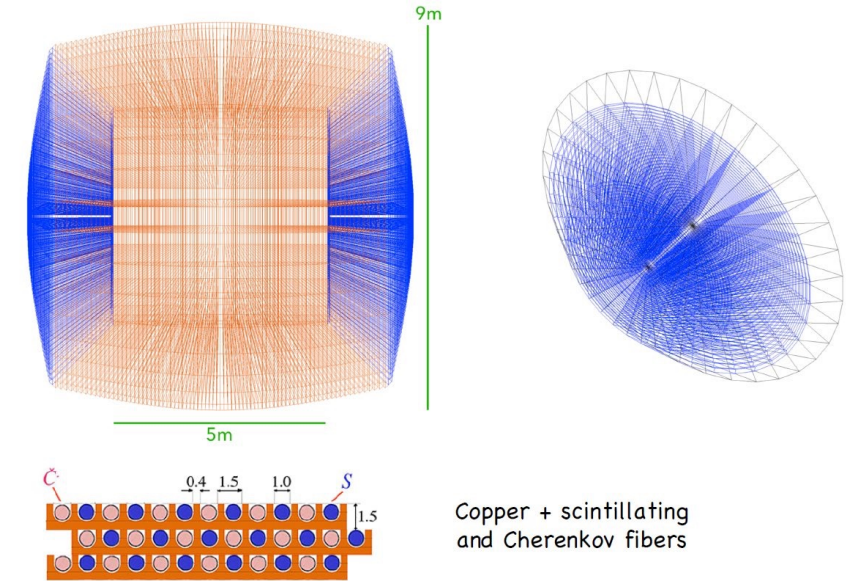 9m
5m
Č
0.4 1.5 1.0 S
1.5
Copper + scintillating
and Cherenkov fibers